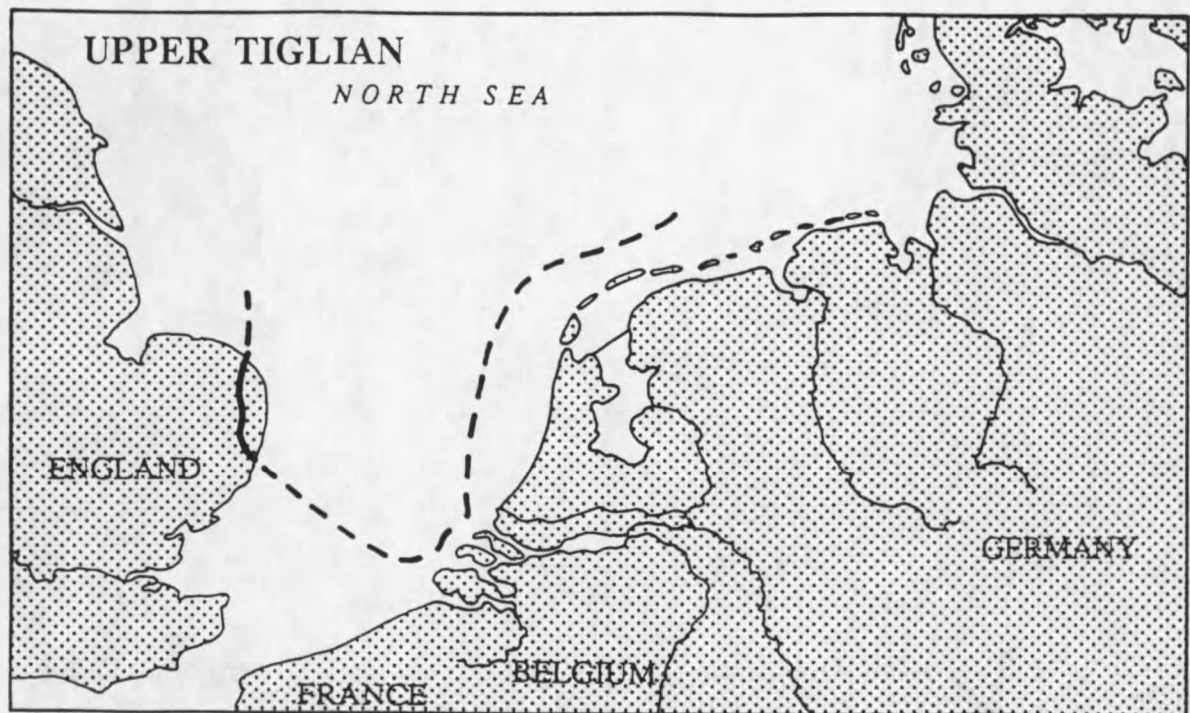 UPPER TIGLIAN
NORTH SEA
ENGLAND
GERMANY
BELGIUM
FRANCE